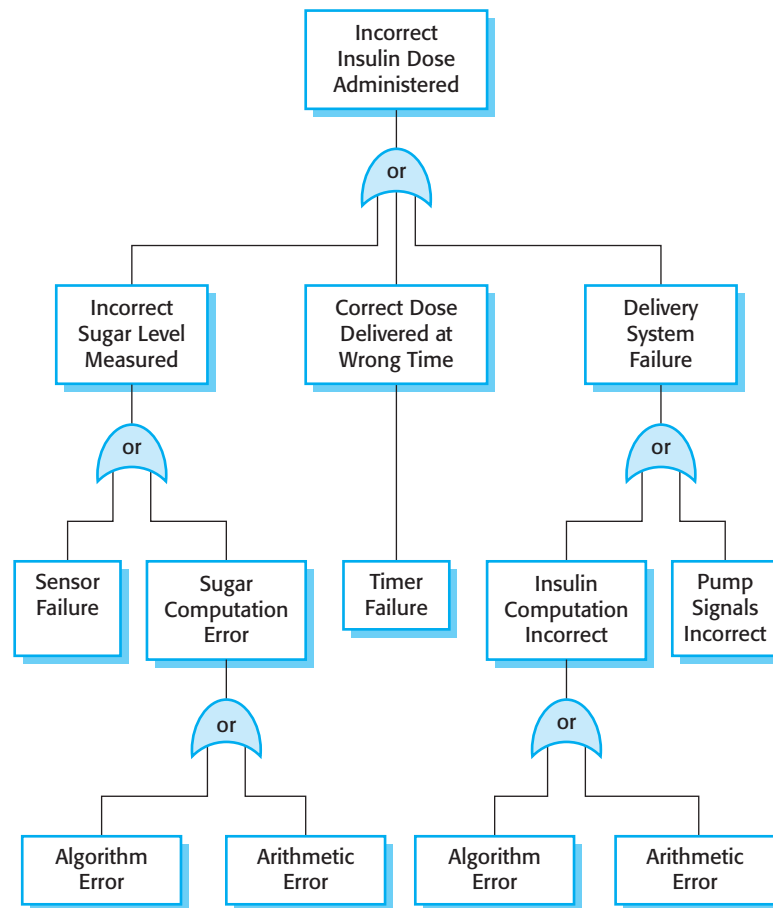 Incorrect
Insulin Dose
Administered
or
Incorrect
Sugar Level
Measured
Correct Dose
Delivered at
Wrong Time
Delivery
System
Failure
or
or
Sensor
Failure
Sugar
Computation
Error
Timer
Failure
Insulin
Computation
Incorrect
Pump
Signals
Incorrect
or
or
Algorithm
Error
Arithmetic
Error
Algorithm
Error
Arithmetic
Error